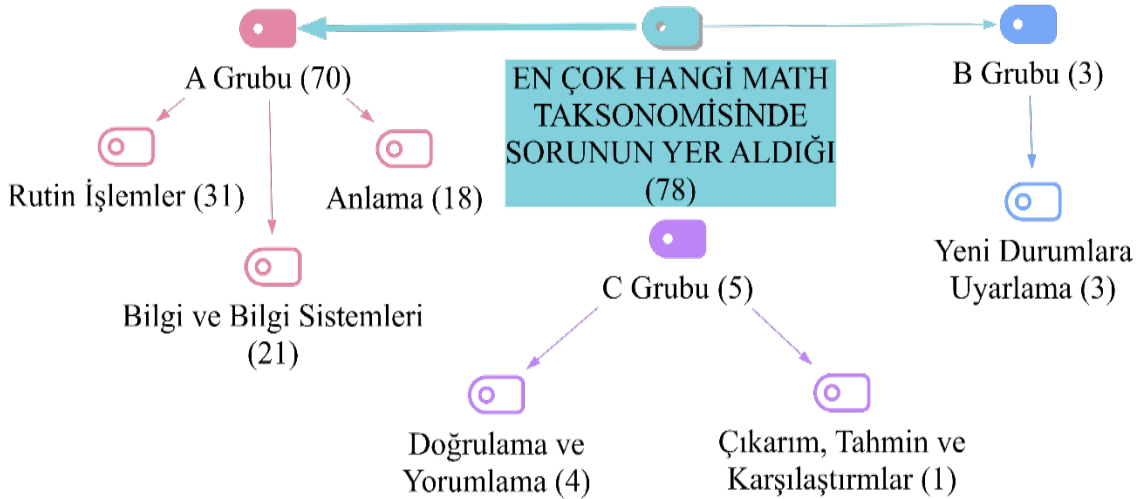 A Grubu (70)
EN ÇOK HANGİ MATH
TAKSONOMİSİNDE
SORUNUN YER ALDIĞI
(78)
B Grubu (3)
Rutin İşlemler (31)
Anlama (18)
Bilgi ve Bilgi Sistemleri
(21)
C Grubu (5)
Yeni Durumlara
Uyarlama (3)
Doğrulama ve
Yorumlama (4)
Çıkarım, Tahmin ve
Karşılaştırmlar (1)